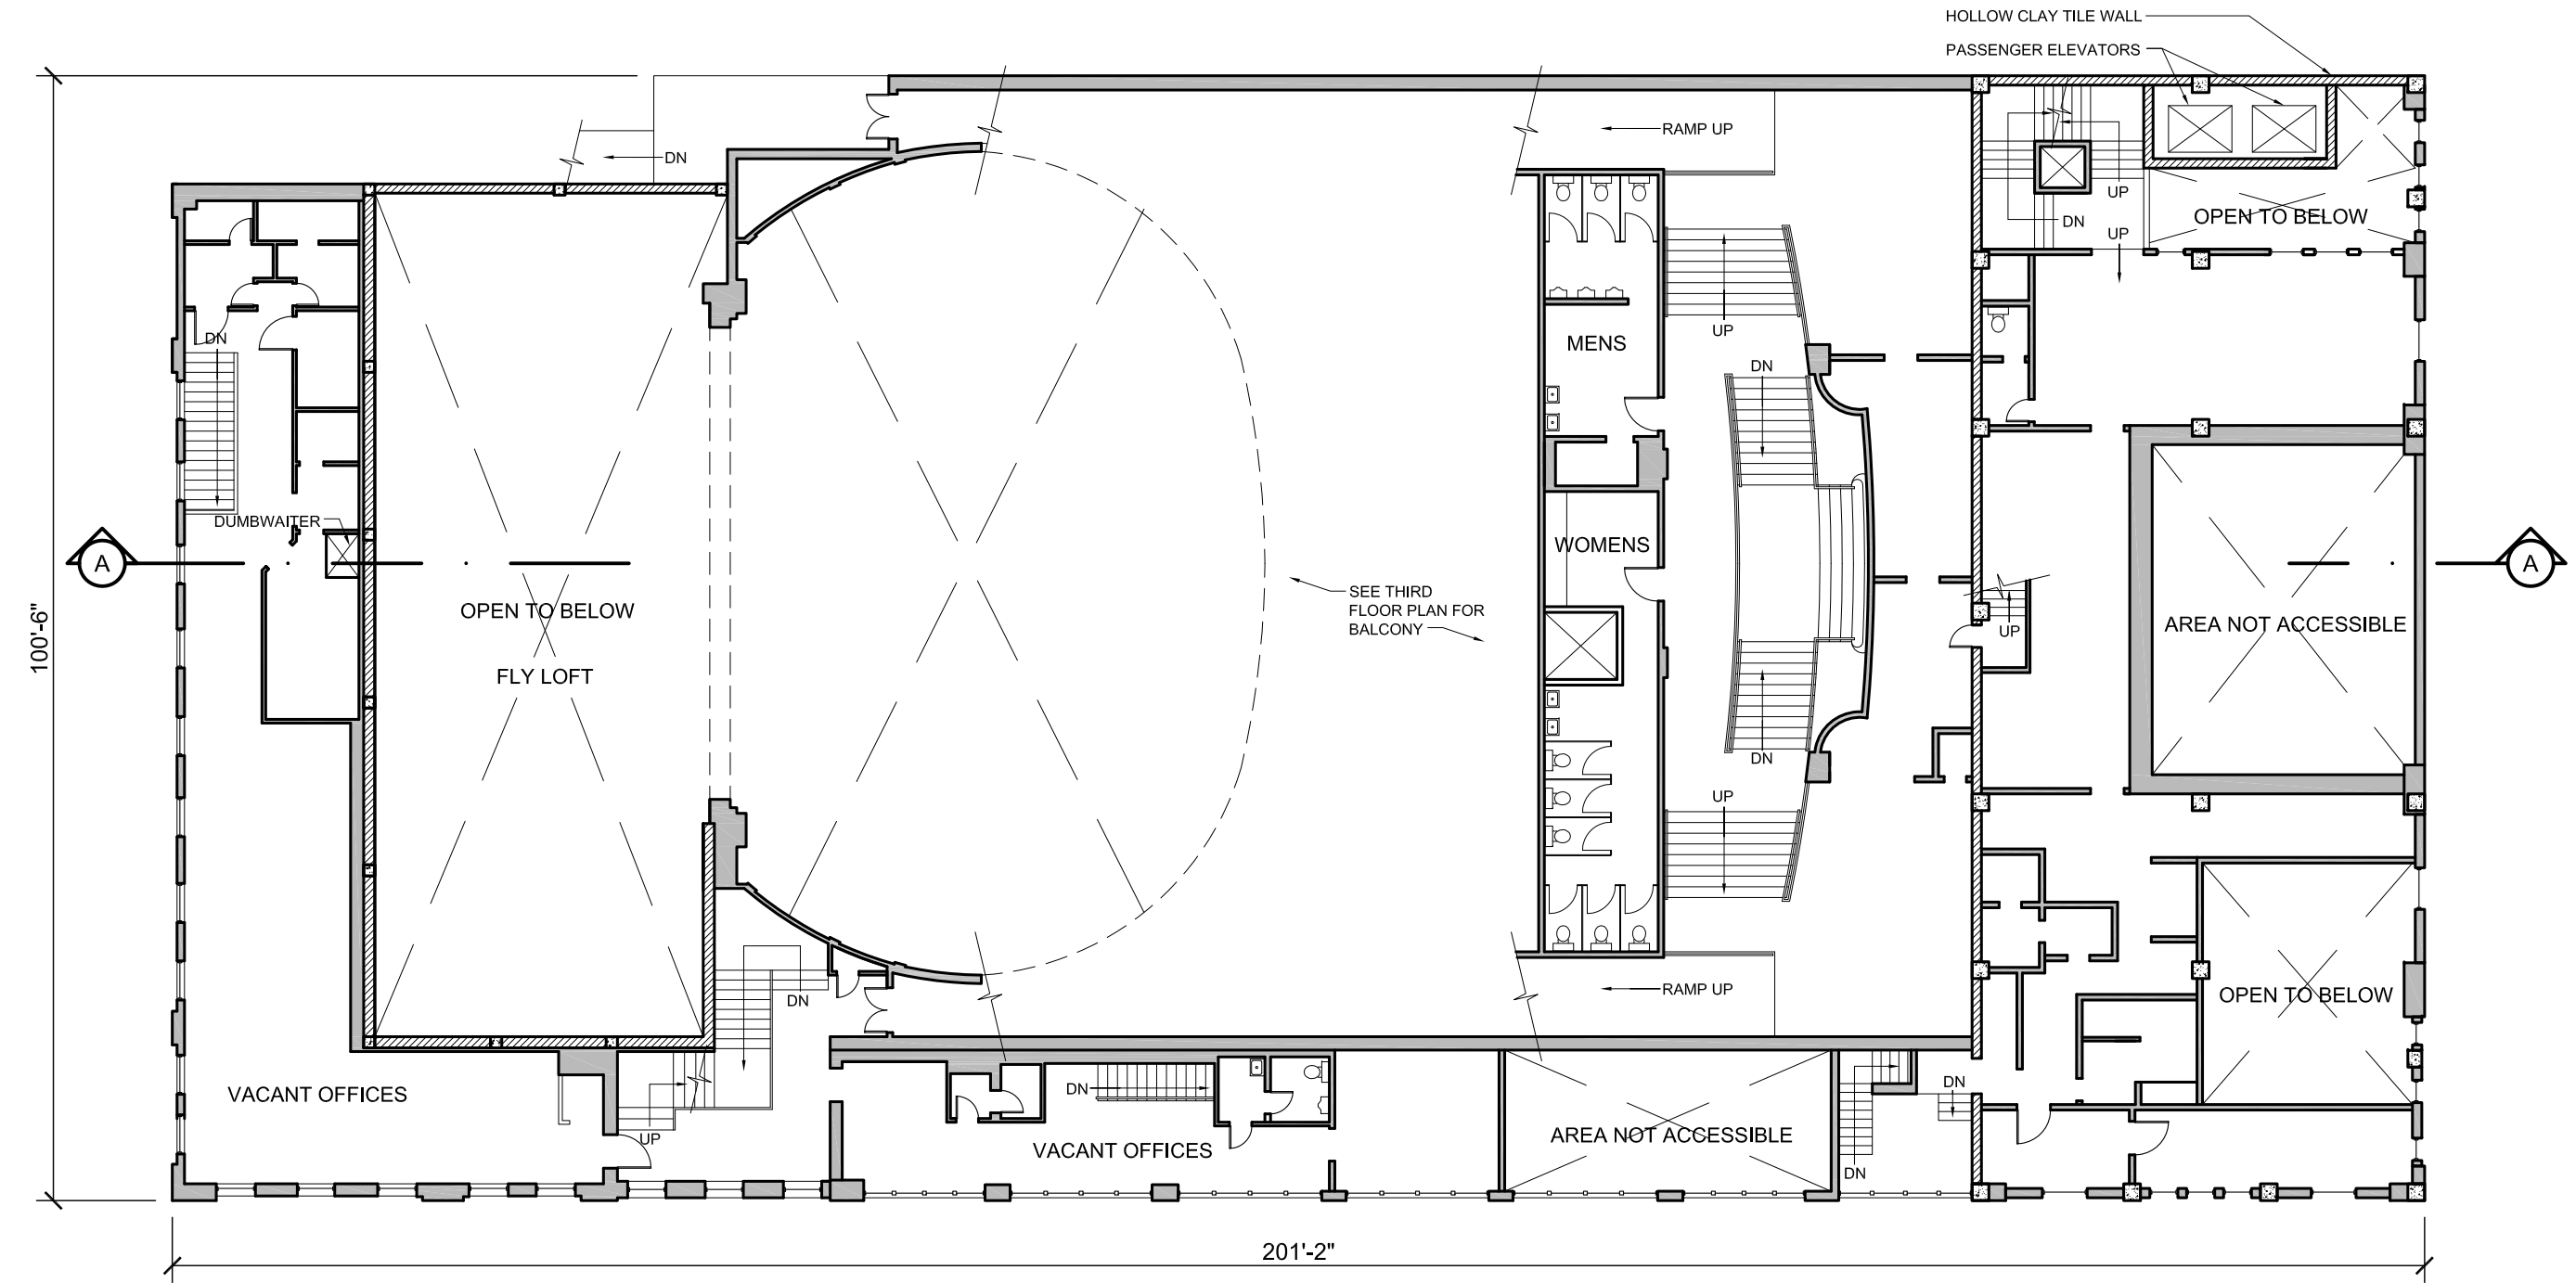 HOLLOW CLAY TILE WALL
PASSENGER ELEVATORS
RAMP UP
DN
UP
DN
OPEN TO BELOW
UP
DN
UP
MENS
DN
DUMBWAITER
WOMENS
A
A
100'-6"
SEE THIRD
FLOOR PLAN FOR
BALCONY
OPEN TO BELOW
FLY LOFT
UP
AREA NOT ACCESSIBLE
DN
UP
DN
RAMP UP
OPEN TO BELOW
VACANT OFFICES
DN
DN
UP
VACANT OFFICES
AREA NOT ACCESSIBLE
DN
201'-2"